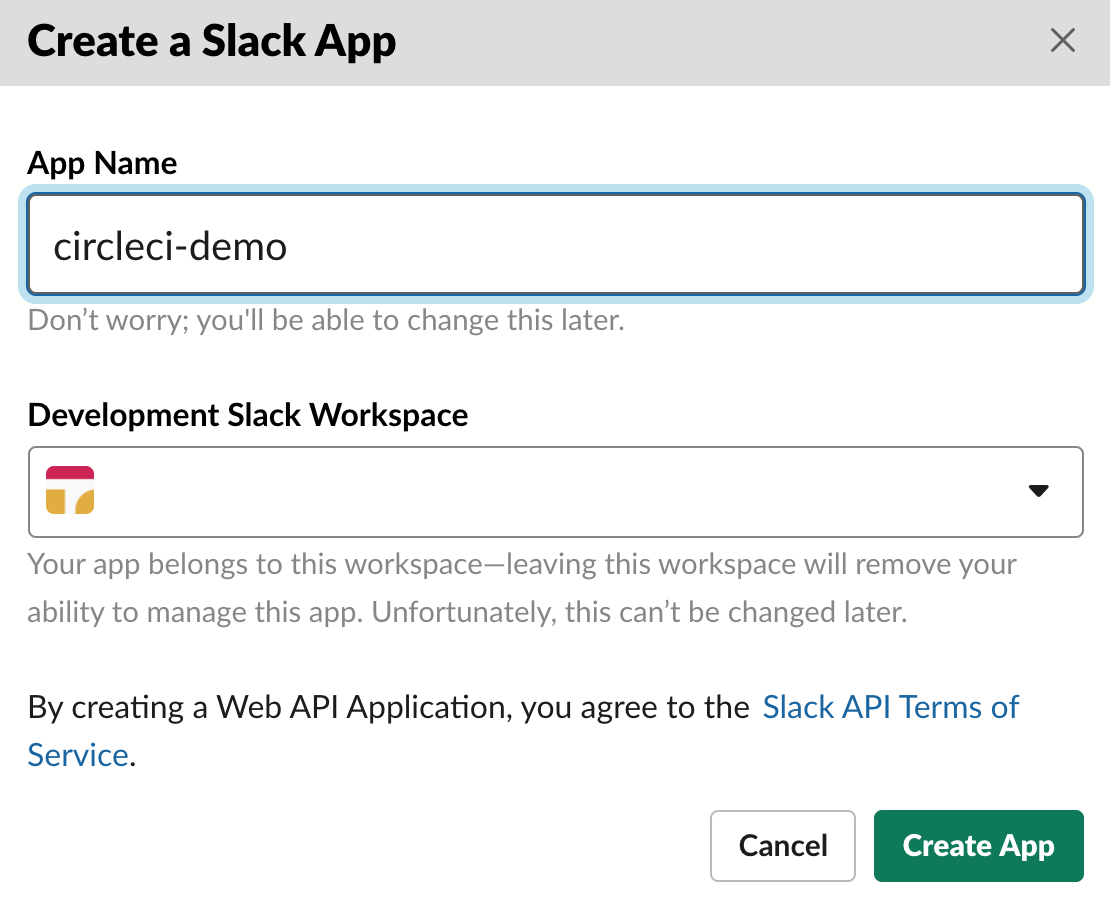 Create a Slack App
App Name
circleci-demo
Don’t worry; you'll be able to change this later.
Development Slack Workspace
Your app belongs to this workspace—leaving this workspace will remove your
ability to manage this app. Unfortunately, this can’t be changed later.
By creating a Web API Application, you agree to the Slack API Terms of
Service.
Cancel
Create App